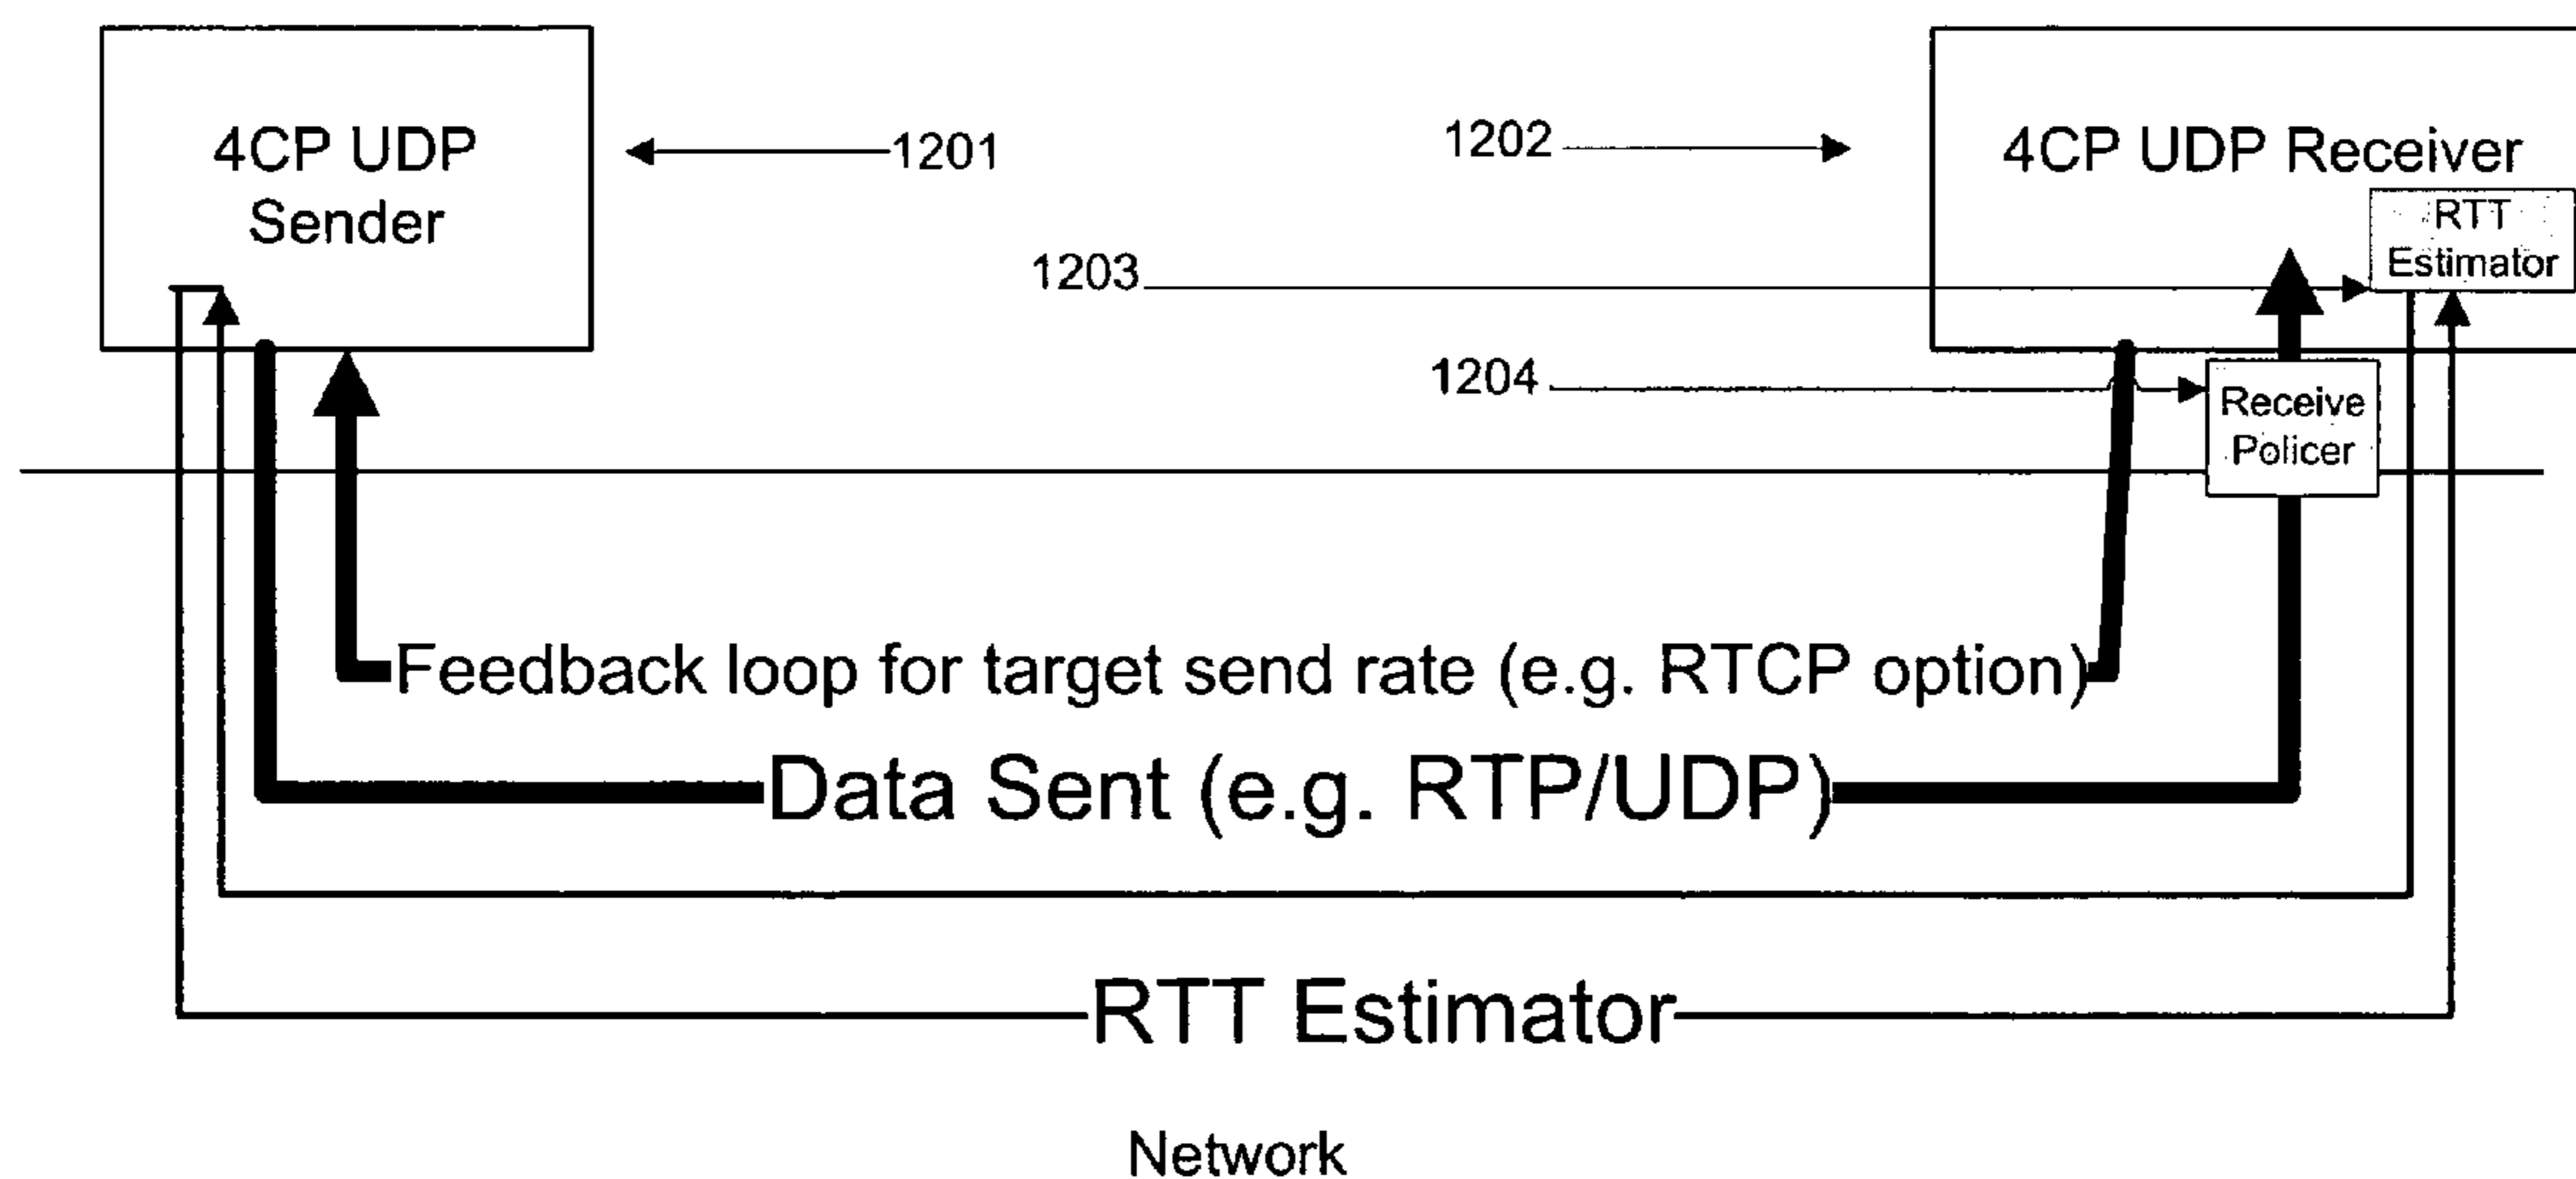 4CP UDP
Sender
1201
1202
4CP UDP Receiver
RTT
Estimator
1203
1204
Receive
Policer
Feedback loop for target send rate (e.g. RTCP option)
Data Sent (e.g. RTP/UDP)
RTT Estimator
Network